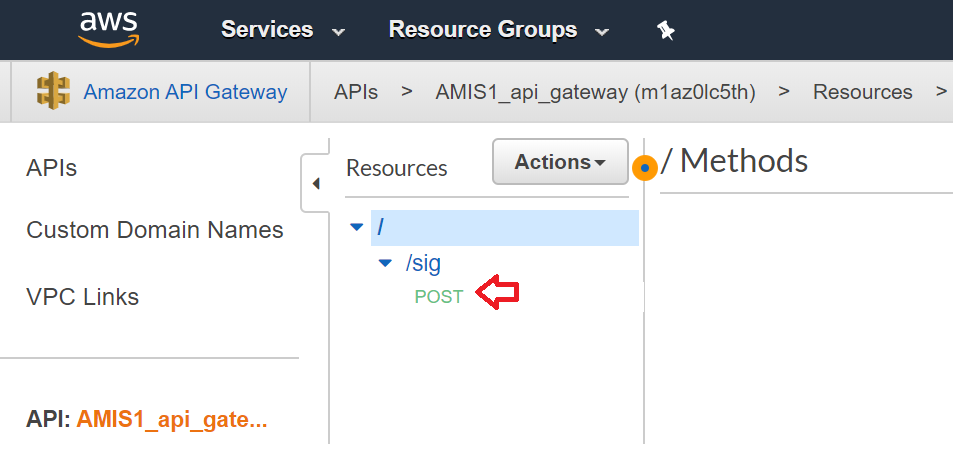 aws Services Resource Groups
Amazon API Gateway APIs > AMIS1_api_gateway (m1az0lc5th) > Resources >
APIs
Custom Domain Names
VPC Links
API: AMIS1_api_gate...
Resources Actions
/
/sig
POST
/ Methods